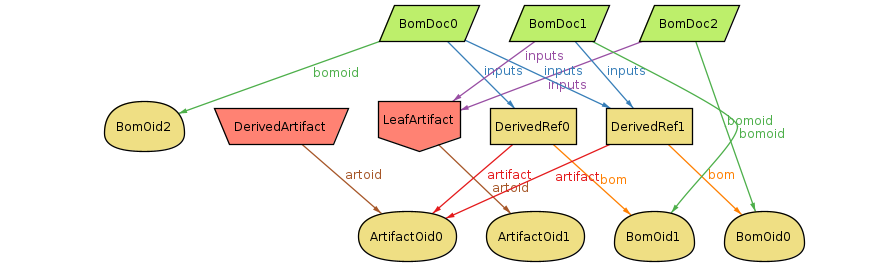 BomDoc0
BomDoc1
BomDoc2
inputs
bomoid
inputs
inputs
inputs
inputs
BomOid2
DerivedArtifact
LeafArtifact
DerivedRef0
DerivedRef1
bomoid
bomoid
artoid
artifact
artoid
artifact
bom
bom
ArtifactOid0
ArtifactOid1
BomOid1
BomOid0